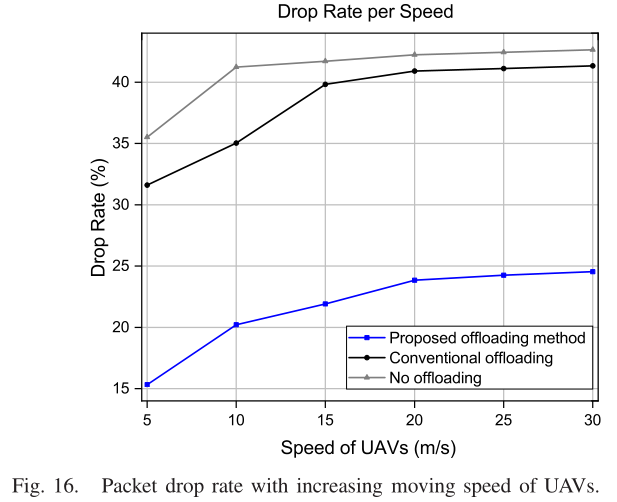 Drop Rate per Speed
40
35
30
25
20
15
Drop Rate (%)
Proposed offloading method
Conventional offloading
No offloading
5 10 15 20 25 30
Speed of UAVs (m/s)
Fig. 16. Packet drop rate with increasing moving speed of UAVs.